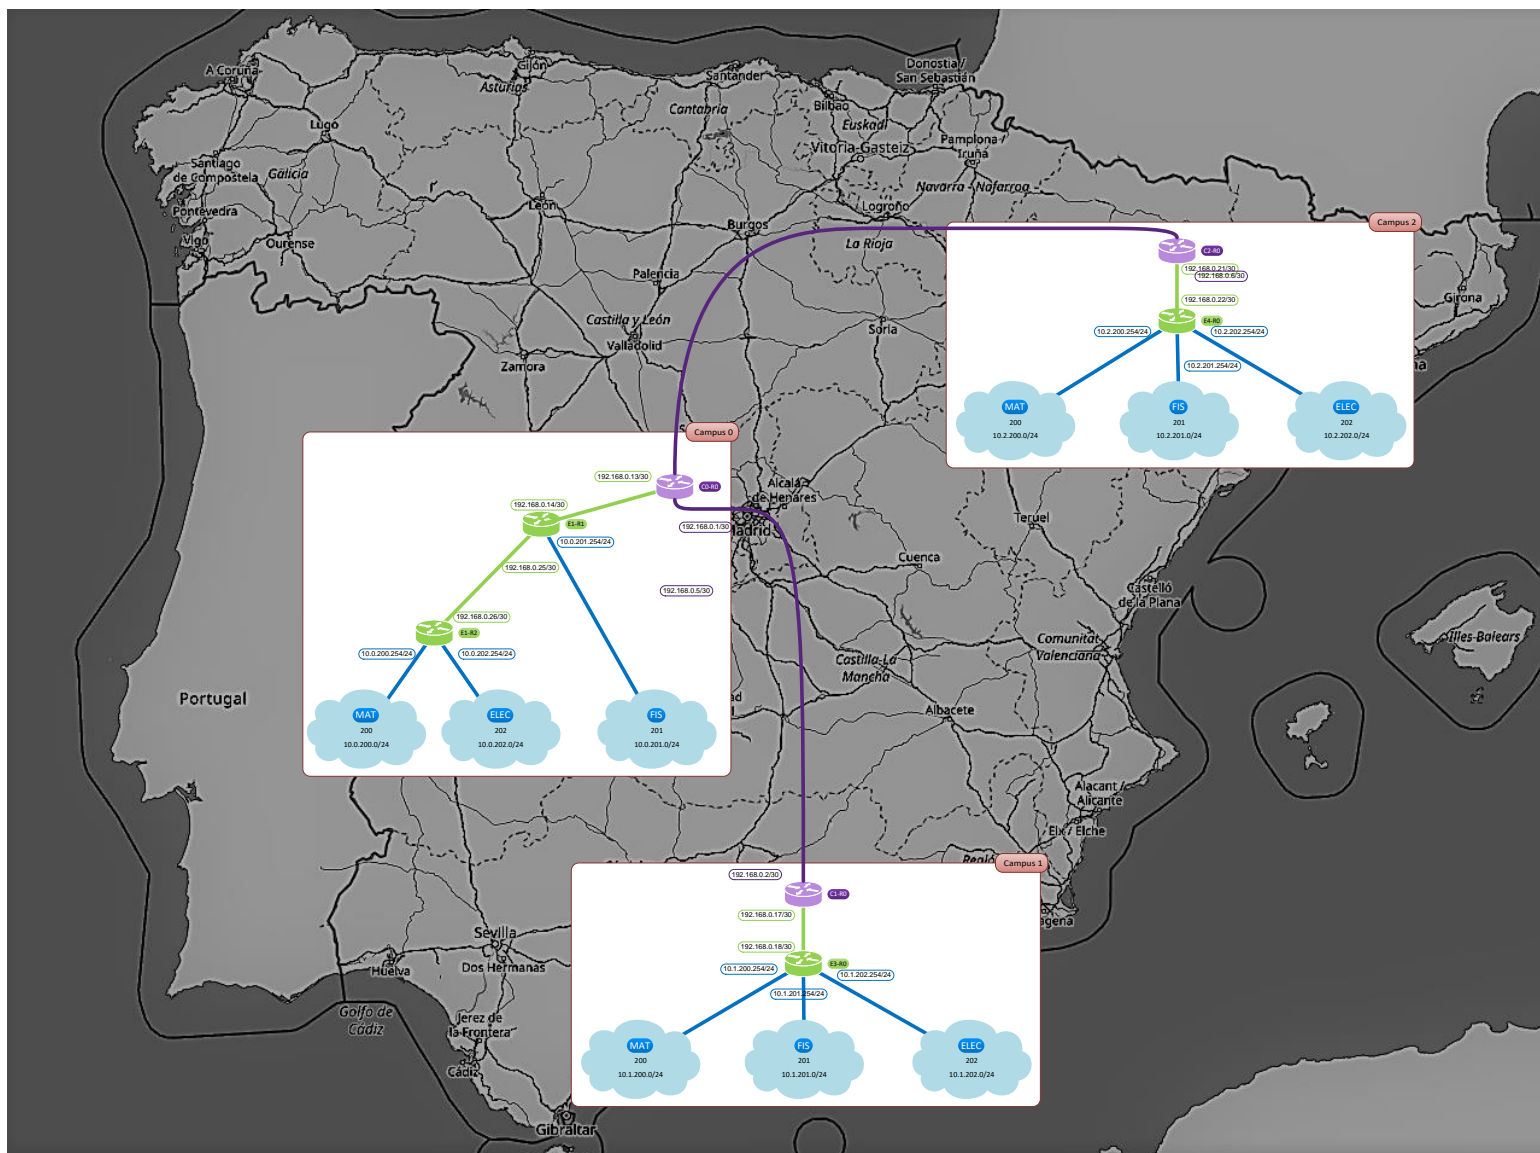 Donostia /
San Sebastián
A Coruña
Gijón
Asturias
Santander
Cantabria
Bilbao
Euskadi
Lugo
Pamplona /
Iruña
Vitoria-Gasteiz
Santiago
de Compostela
Galicia
Navarra - Nafarroa
León
Logroño
Pontevedra
Burgos
Vigo
Ourense
La Rioja
Palencia
Campus 2
C2-R0
192.168.0.21/30
192.168.0.6/30
192.168.0.22/30
E4-R0
10.2.200.254/24
10.2.202.254/24
10.2.201.254/24
MAT
200
10.2.200.0/24
FIS
201
10.2.201.0/24
ELEC
202
10.2.202.0/24
Girona
na
Castilla y León
Valladolid
Soria
Zamora
S
Campus 0
192.168.0.13/30
C0-R0
192.168.0.14/30
E1-R1
192.168.0.1/30
10.0.201.254/24
192.168.0.25/30
192.168.0.5/30
192.168.0.26/30
E1-R2
10.0.200.254/24
10.0.202.254/24
MAT
200
10.0.200.0/24
ELEC
202
10.0.202.0/24
FIS
201
10.0.201.0/24
Alcalá
de Henares
Madrid
Teruel
Cuenca
Castelló
de la Plana
Comunitat
Valenciana
Illes Balears
Castilla-La
Mancha
Portugal
ad
l
Albacete
Alacant /
Alicante
Elx / Elche
Regió
Campus 1
192.168.0.2/30
C1-R0
192.168.0.17/30
192.168.0.18/30
E3-R0
10.1.200.254/24
10.1.202.254/24
10.1.201.254/24
MAT
200
10.1.200.0/24
FIS
201
10.1.201.0/24
ELEC
202
10.1.202.0/24
agena
Sevilla
Huelva
Dos Hermanas
Golfo de
Cádiz
Jerez de
la Frontera
Cádiz
Gibraltar